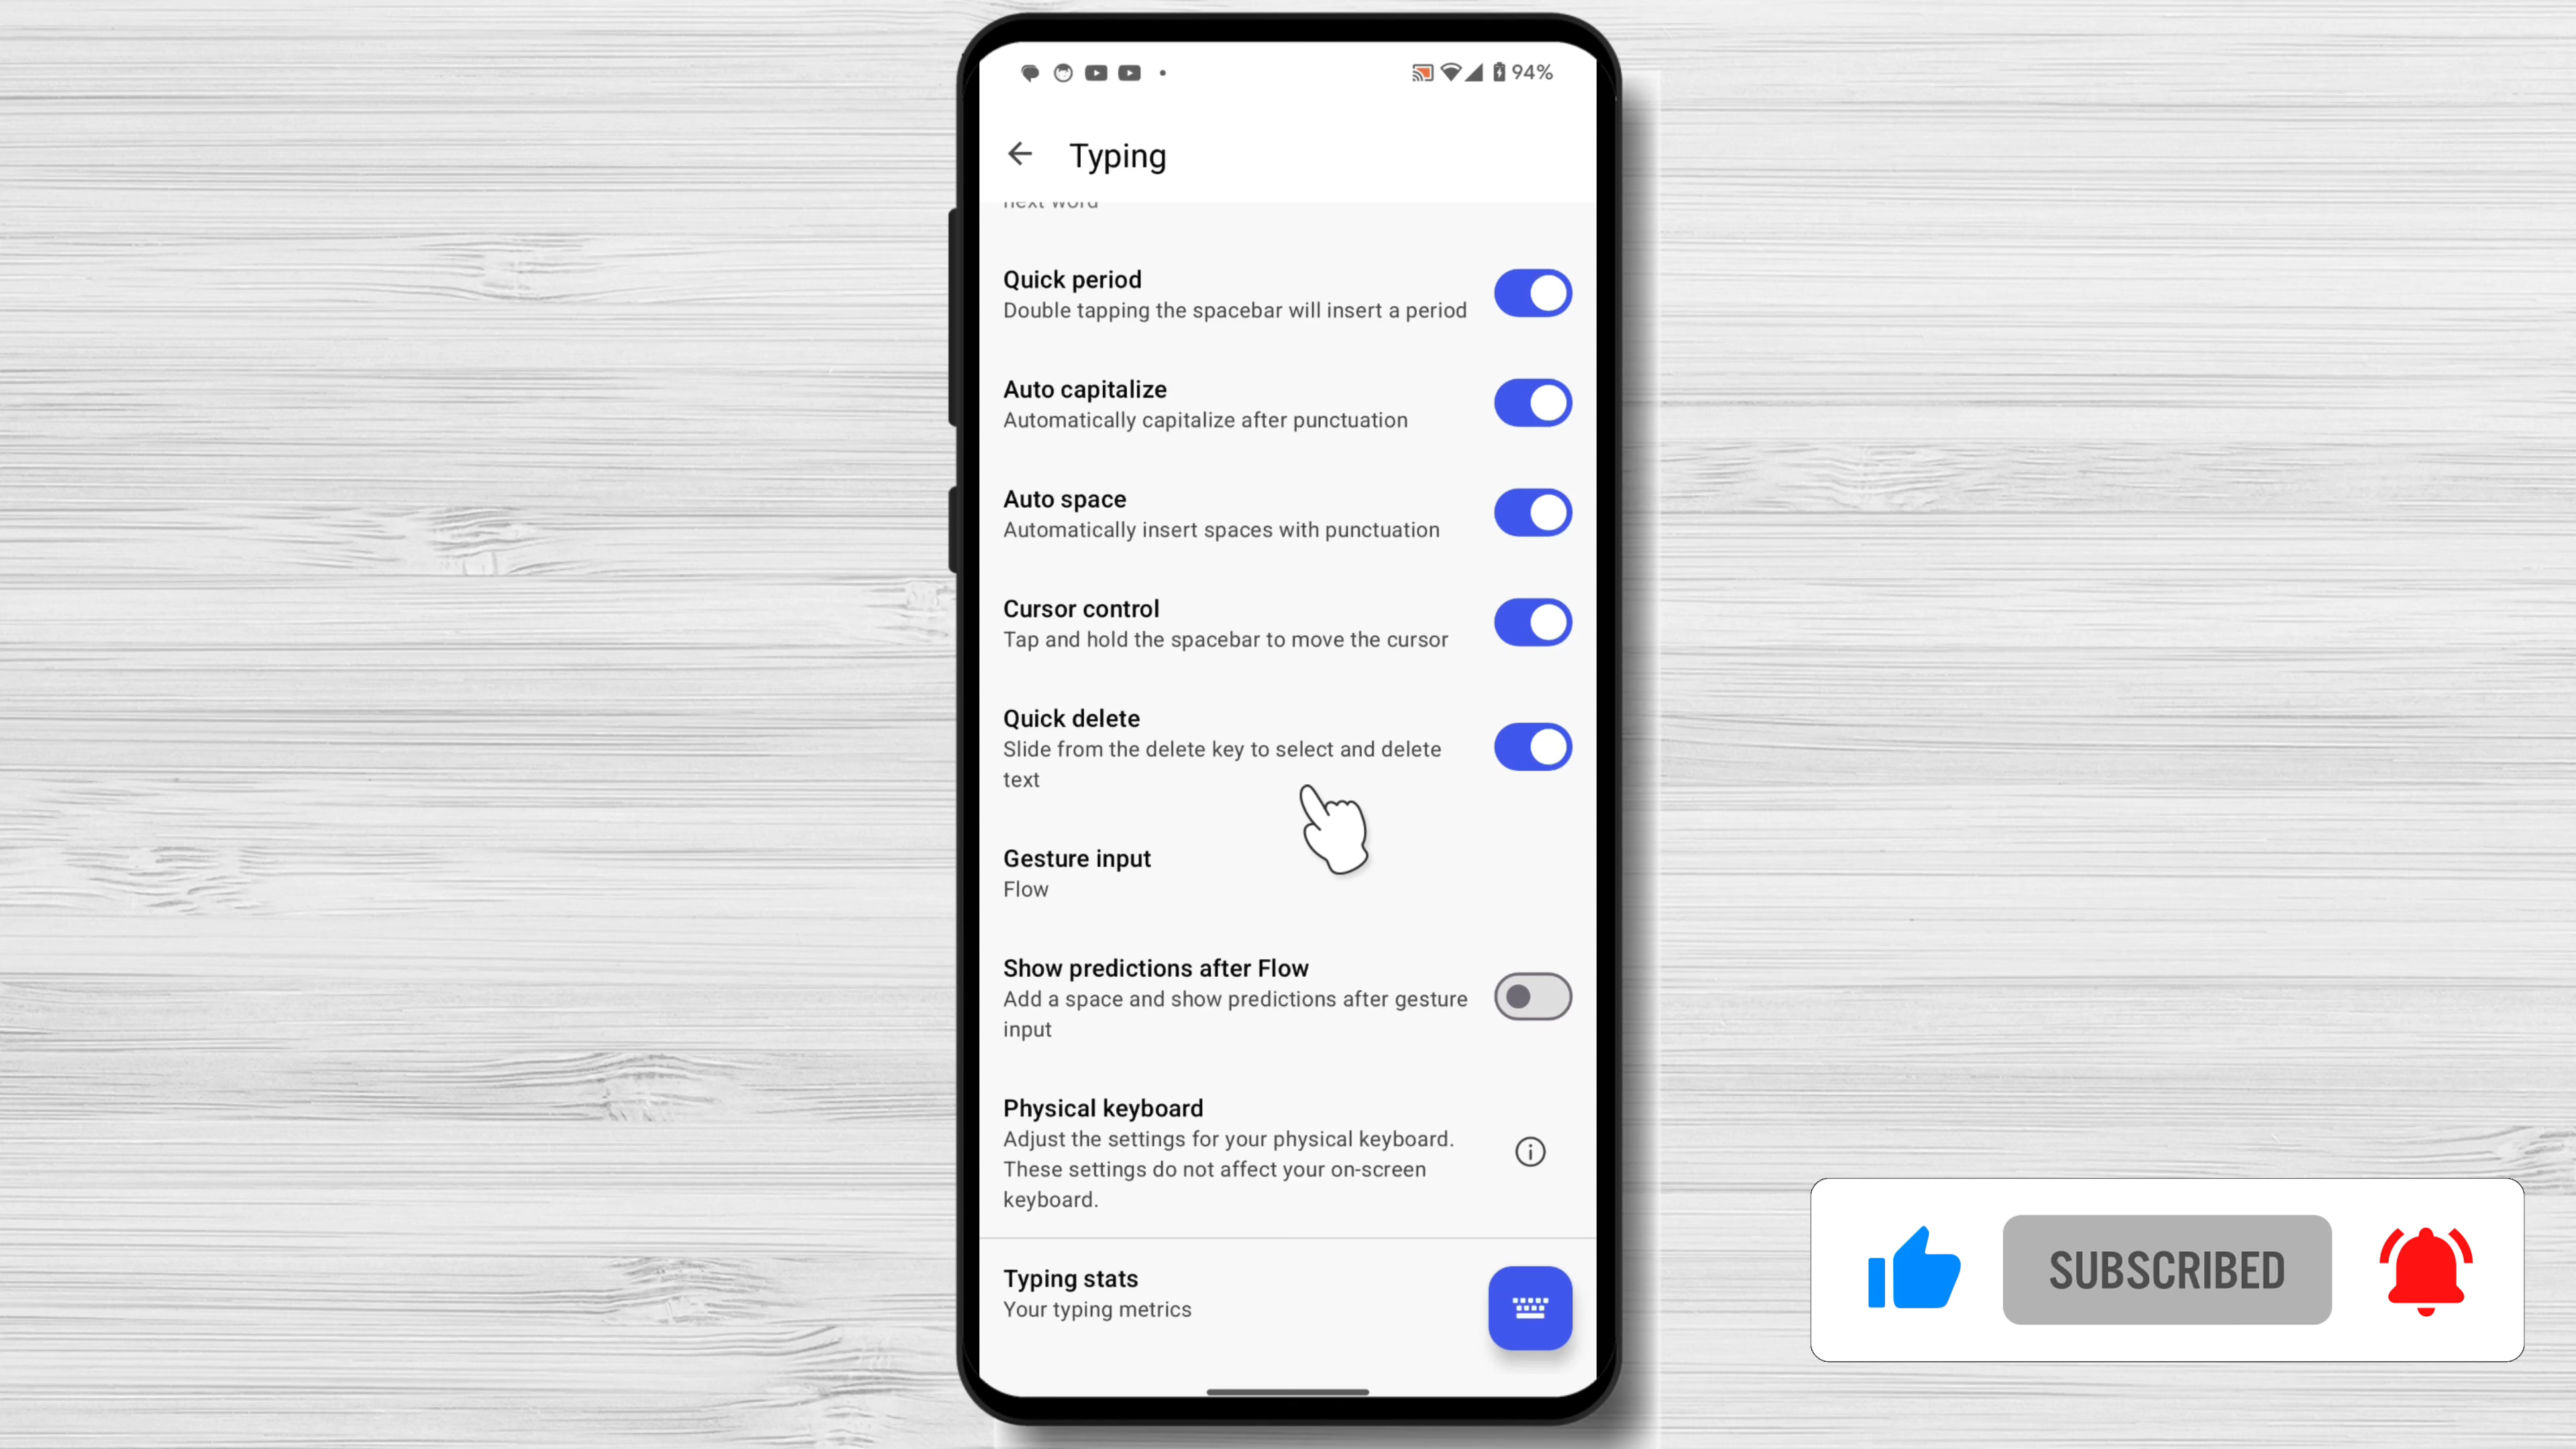 94%
Typing
next word
Quick period
Double tapping the spacebar will insert a period
Auto capitalize
Automatically capitalize after punctuation
Auto space
Automatically insert spaces with punctuation
Cursor control
Tap and hold the spacebar to move the cursor
Quick delete
Slide from the delete key to select and delete
text
Gesture input
Flow
Show predictions after Flow
Add a space and show predictions after gesture
input
Physical keyboard
Adjust the settings for your physical keyboard.
These settings do not affect your on-screen
keyboard.
Typing stats
Your typing metrics
SUBSCRIBED